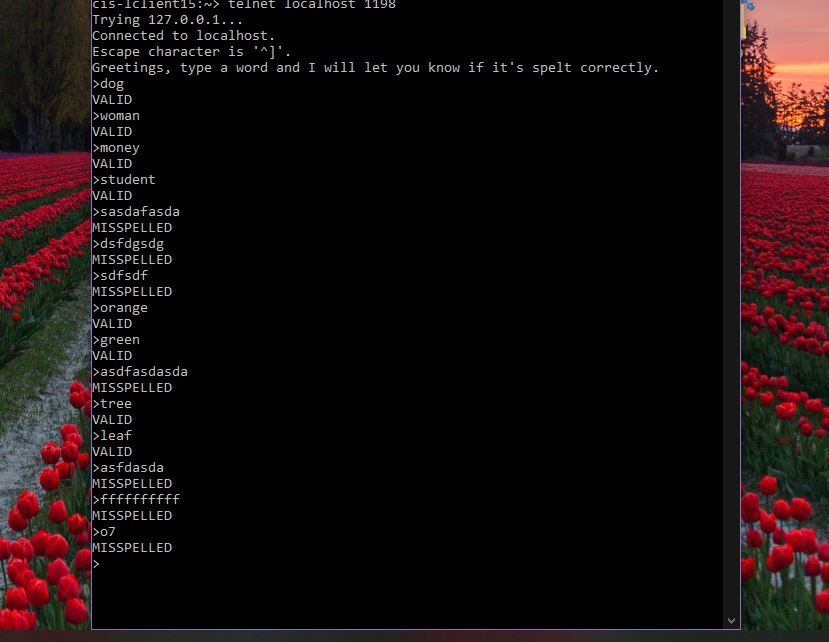 cis-lclient15:~> telnet localhost 1198
Trying 127.0.0.1...
Connected to localhost.
Escape character is '^]'.
Greetings, type a word and I will let you know if it's spelt correctly.
>dog
VALID
>woman
VALID
>money
VALID
>student
VALID
>sasdafasda
MISSPELLED
>dsfdgsdg
MISSPELLED
>sdfsdf
MISSPELLED
>orange
VALID
>green
VALID
>asdfasdasda
MISSPELLED
>tree
VALID
>leaf
VALID
>asfdasda
MISSPELLED
>ffffffffff
MISSPELLED
>o7
MISSPELLED
>